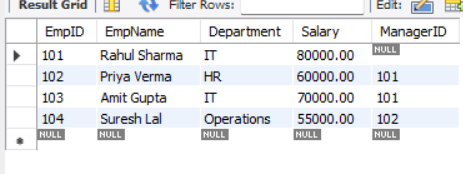 Result Grid Filter Rows: Edit:
EmpID EmpName Department Salary ManagerID
101 Rahul Sharma IT 80000.00 NULL
102 Priya Verma HR 60000.00 101
103 Amit Gupta IT 70000.00 101
104 Suresh Lal Operations 55000.00 102
NULL NULL NULL NULL NULL